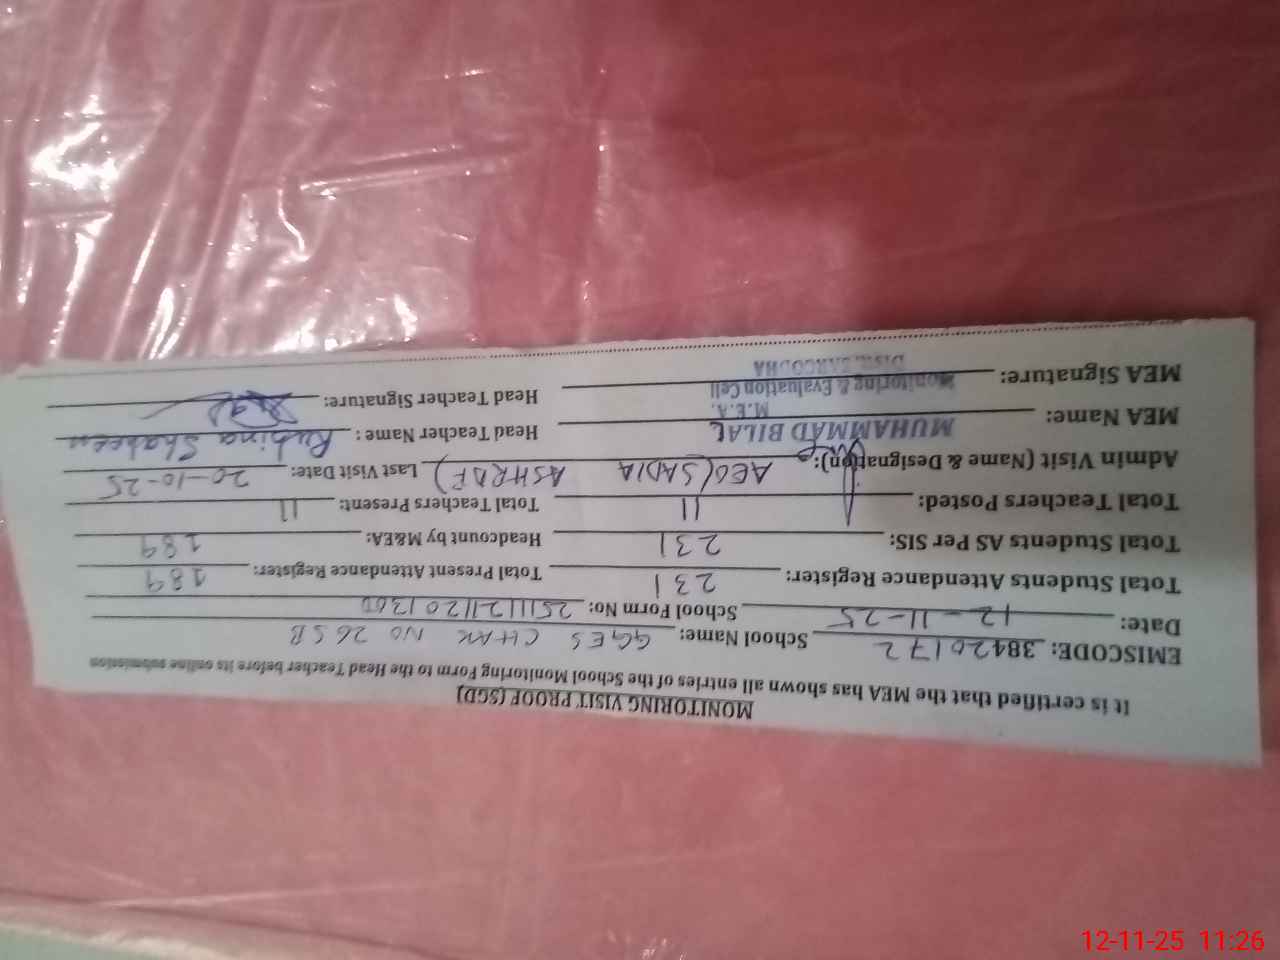 MONITORING VISIT PROOF (SGD)
It is certified that the MEA has shown all entries of the School Monitoring Form to the Head Teacher before its online submission
EMISCODE: 38420172 School Name: GGES CHAK NO 26 SB
Date: 12-11-25 School Form No:
Total Students Attendance Register: 231 Total Present Attendant Register: 189
Total Students AS Per SIS: 231 Headcount by M&EA: 189
Total Teachers Posted: 11 Total Teachers Present: 11
Admin Visit (Name & Designation): AEO (SADIA ASHRAF) Last Visit Date: 20-10-25
MEA Name: MUHAMMAD BILAL Head Teacher Name: Rubina Shaheen
M.E.A.
MEA Signature: Monitoring & Evaluation Cell Head Teacher Signature:
Distt. SARGODHA
12-11-25 11:26